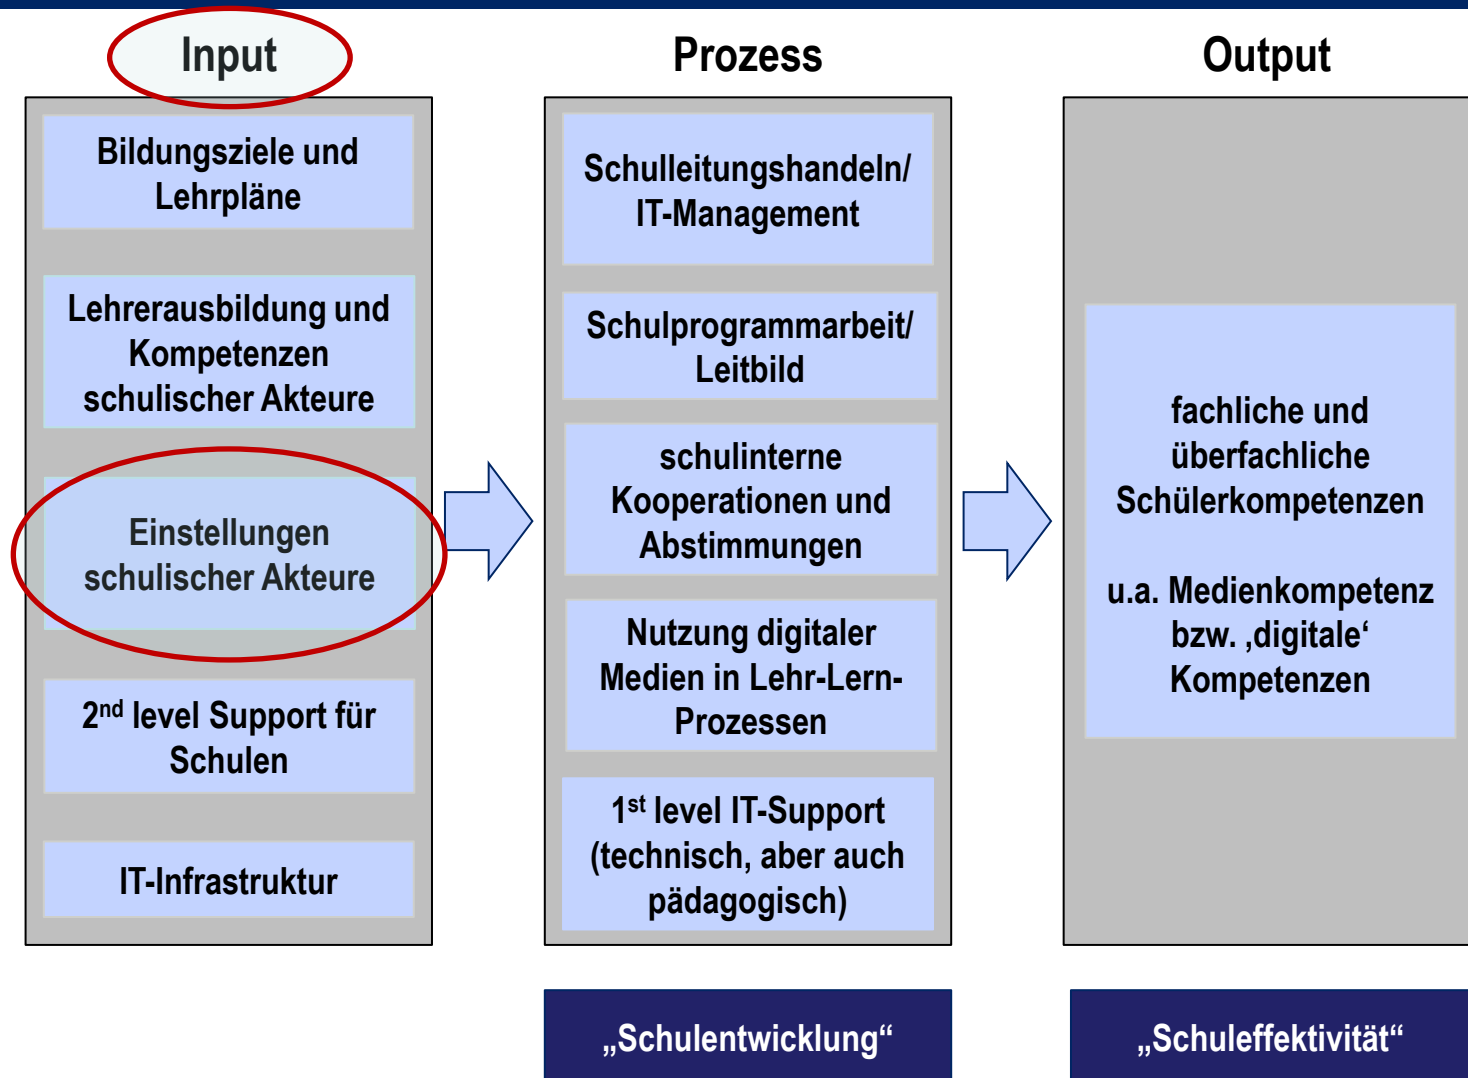 Input
Bildungsziele und
Lehrpläne
Lehrerausbildung und
Kompetenzen
schulischer Akteure
Einstellungen
schulischer Akteure
2nd level Support für
Schulen
IT-Infrastruktur
Prozess
Schulleitungshandeln/
IT-Management
Schulprogrammarbeit/
Leitbild
schulinterne
Kooperationen und
Abstimmungen
Nutzung digitaler
Medien in Lehr-Lern-
Prozessen
1st level IT-Support
(technisch, aber auch
pädagogisch)
„Schulentwicklung“
Output
fachliche und
überfachliche
Schülerkompetenzen
u.a. Medienkompetenz
bzw. ‚digitale‘
Kompetenzen
„Schuleffektivität“